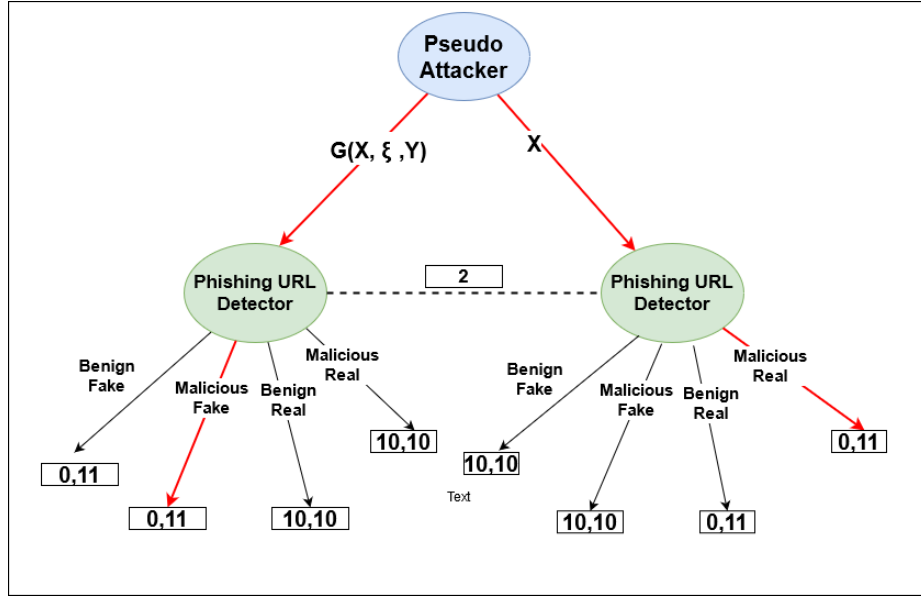 Pseudo
Attacker
G(X, ξ ,Y)
X
2
Phishing URL
Detector
Phishing URL
Detector
Benign
Fake
Malicious
Fake
Benign
Real
Malicious
Real
Benign
Fake
Malicious
Fake
Benign
Real
Malicious
Real
0,11
0,11
10,10
10,10
10,10
Text
10,10
0,11
0,11